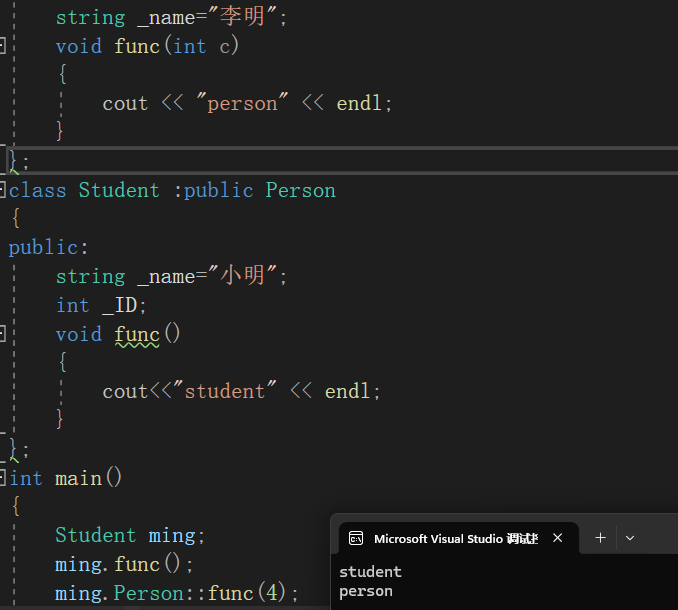 string _name="李明";
void func(int c)
{
cout << "person" << endl;
}
};
class Student :public Person
{
public:
string _name="小明";
int _ID;
void func()
{
cout<<"student" << endl;
}
};
int main()
{
Student ming;
ming.func();
ming.Person::func(4);
Microsoft Visual Studio 调试
student
person